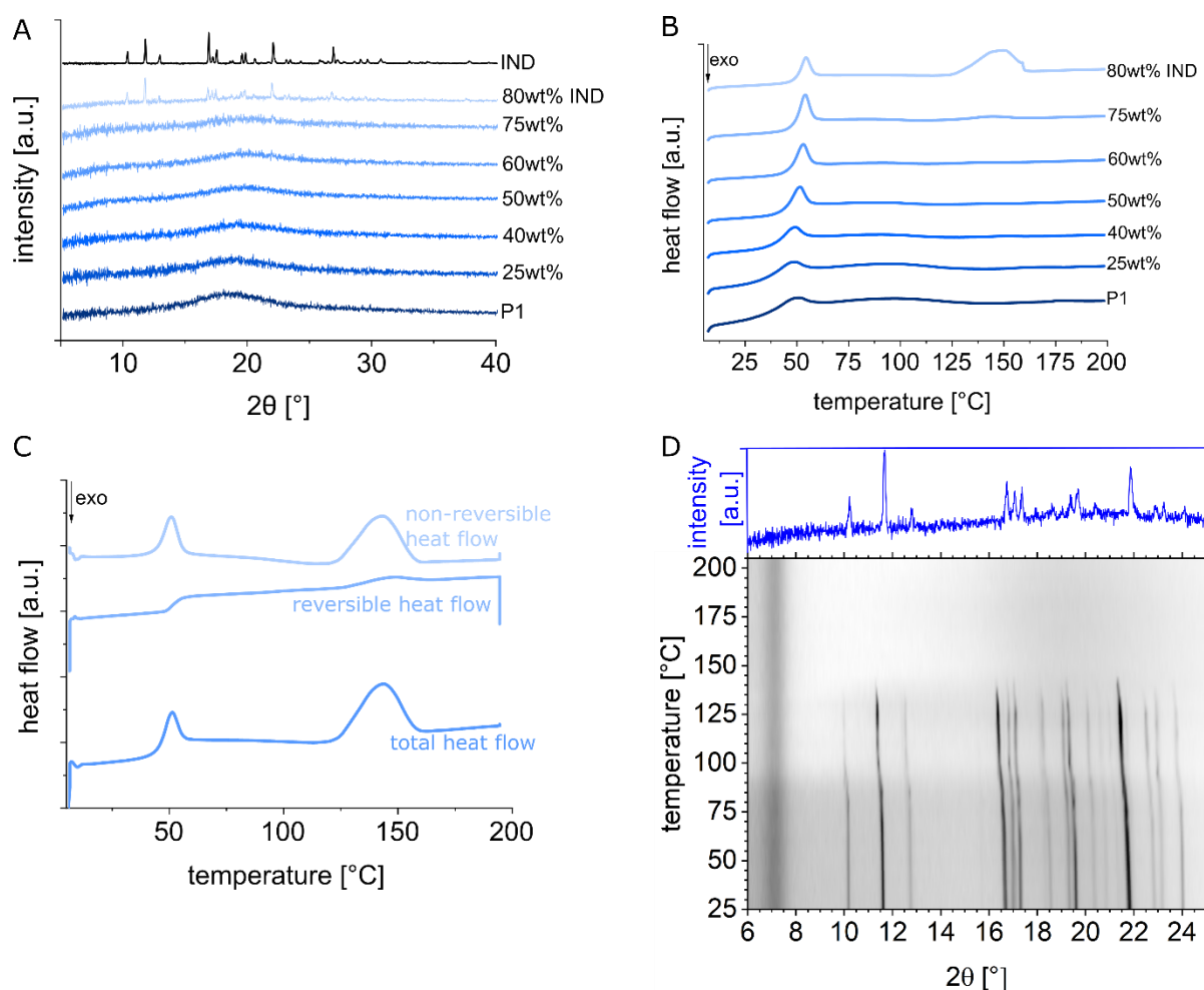 A
intensity [a.u.]
IND
80wt% IND
75wt%
60wt%
50wt%
40wt%
25wt%
P1
10
20
30
40
2θ [°]
B
exo
heat flow [a.u.]
80wt% IND
75wt%
60wt%
50wt%
40wt%
25wt%
P1
25
50
75
100
125
150
175
200
temperature [°C]
C
exo
heat flow [a.u.]
non-reversible
heat flow
reversible heat flow
total heat flow
50
100
150
200
temperature [°C]
D
intensity
[a.u.]
temperature [°C]
200
175
150
125
100
75
50
25
6
8
10
12
14
16
18
20
22
24
2θ [°]